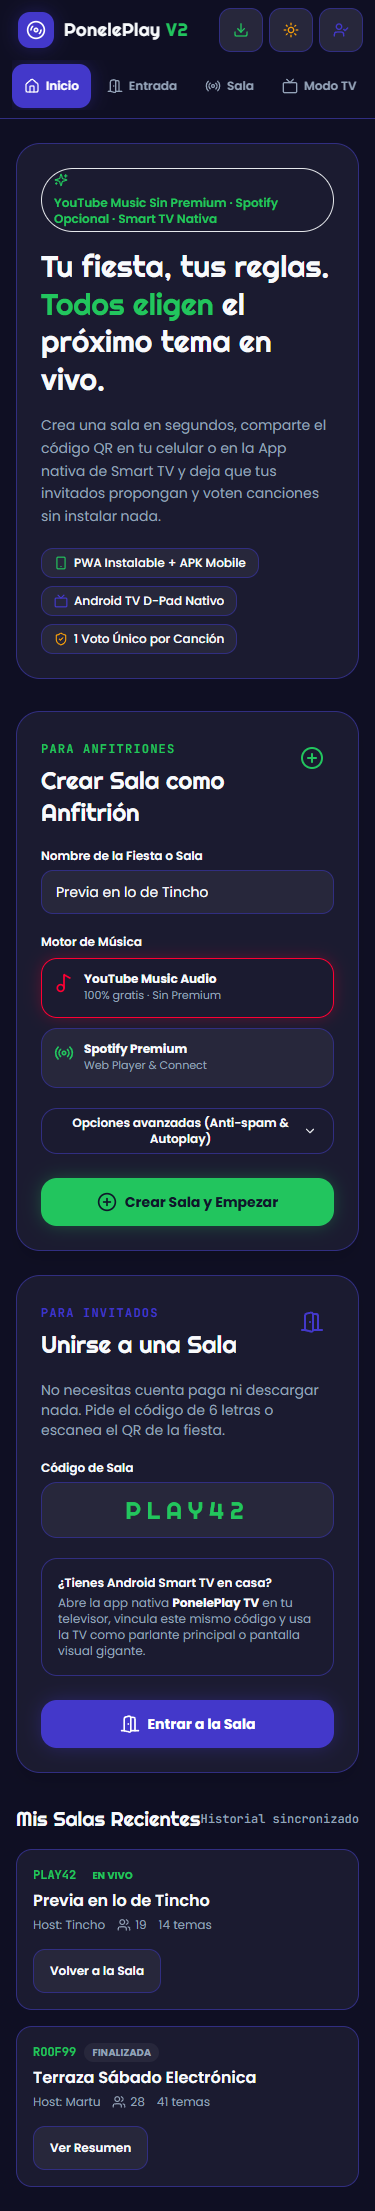 PonelePlay V2
Inicio
Entrada
Sala
Modo TV
YouTube Music Sin Premium · Spotify
Opcional · Smart TV Nativa
Tu fiesta, tus reglas.
Todos eligen el
próximo tema en
vivo.
Crea una sala en segundos, comparte el
código QR en tu celular o en la App
nativa de Smart TV y deja que tus
invitados propongan y voten canciones
sin instalar nada.
PWA Instalable + APK Mobile
Android TV D-Pad Nativo
1 Voto Único por Canción
PARA ANFITRIONES
Crear Sala como
Anfitrión
Nombre de la Fiesta o Sala
Previa en lo de Tincho
Motor de Música
YouTube Music Audio
100% gratis · Sin Premium
Spotify Premium
Web Player & Connect
Opciones avanzadas (Anti-spam &
Autoplay)
Crear Sala y Empezar
PARA INVITADOS
Unirse a una Sala
No necesitas cuenta paga ni descargar
nada. Pide el código de 6 letras o
escanea el QR de la fiesta.
Código de Sala
PLAY42
¿Tienes Android Smart TV en casa?
Abre la app nativa PonelePlay TV en tu
televisor, vincula este mismo código y usa
la TV como parlante principal o pantalla
visual gigante.
Entrar a la Sala
Mis Salas Recientes
Historial sincronizado
PLAY42 EN VIVO
Previa en lo de Tincho
Host: Tincho 19 14 temas
Volver a la Sala
ROOF99 FINALIZADA
Terraza Sábado Electrónica
Host: Martu 28 41 temas
Ver Resumen